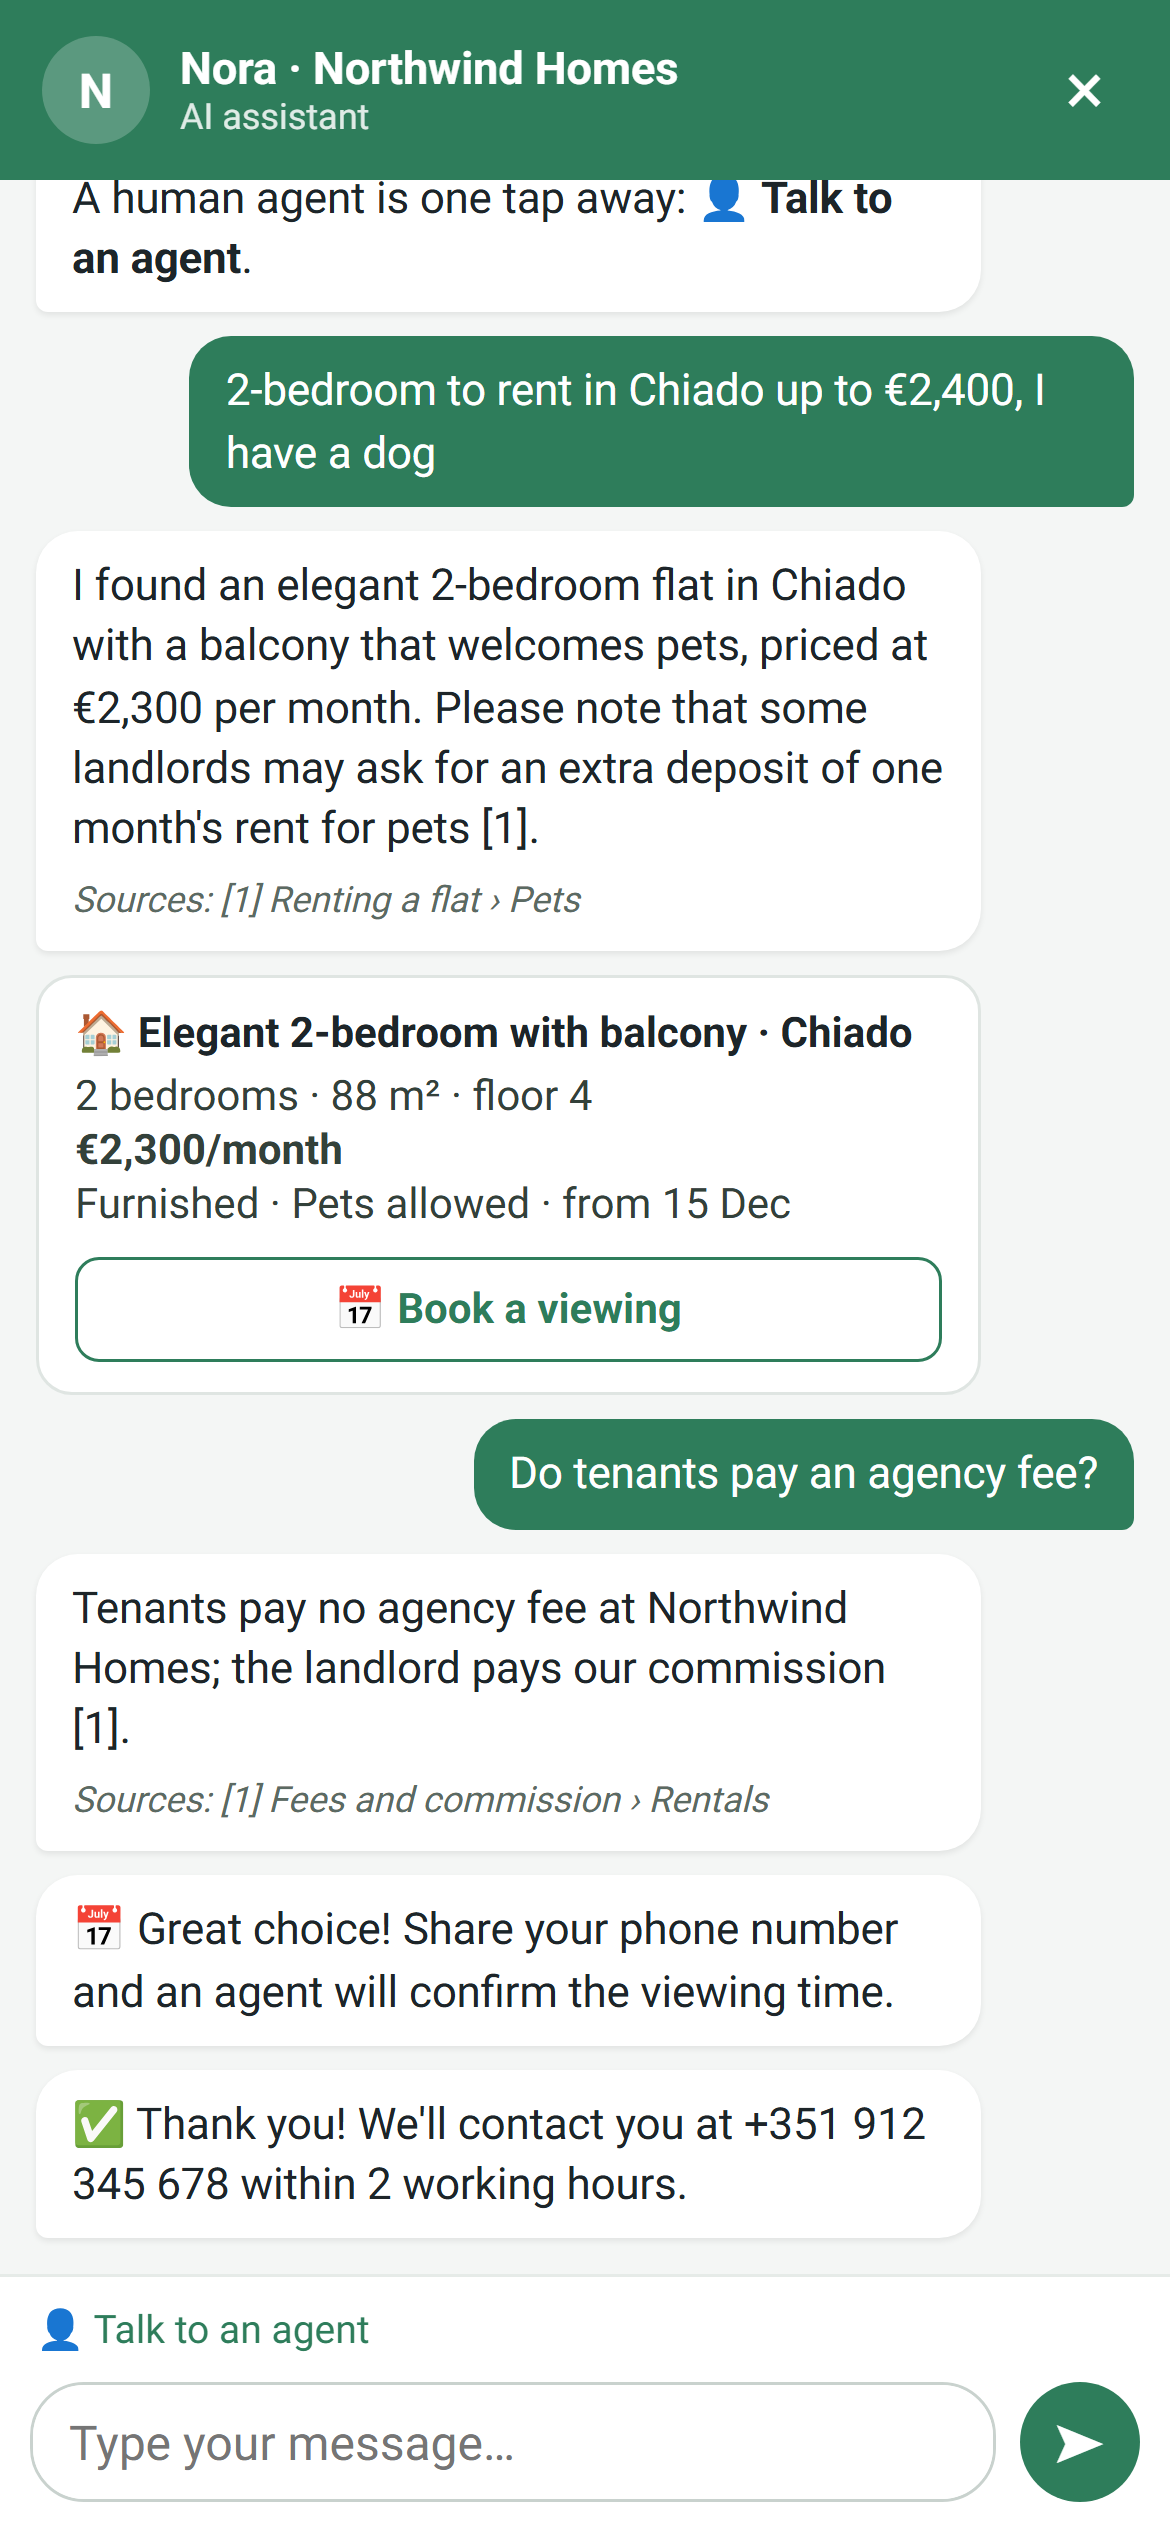 N
Nora · Northwind Homes
AI assistant
×
A human agent is one tap away: 👤 Talk to
an agent.
2-bedroom to rent in Chiado up to €2,400, I
have a dog
I found an elegant 2-bedroom flat in Chiado
with a balcony that welcomes pets, priced at
€2,300 per month. Please note that some
landlords may ask for an extra deposit of one
month's rent for pets [1].
Sources: [1] Renting a flat › Pets
🏠 Elegant 2-bedroom with balcony · Chiado
2 bedrooms · 88 m² · floor 4
€2,300/month
Furnished · Pets allowed · from 15 Dec
📅 Book a viewing
Do tenants pay an agency fee?
Tenants pay no agency fee at Northwind
Homes; the landlord pays our commission
[1].
Sources: [1] Fees and commission › Rentals
📅 Great choice! Share your phone number
and an agent will confirm the viewing time.
✅ Thank you! We'll contact you at +351 912
345 678 within 2 working hours.
👤 Talk to an agent
Type your message…